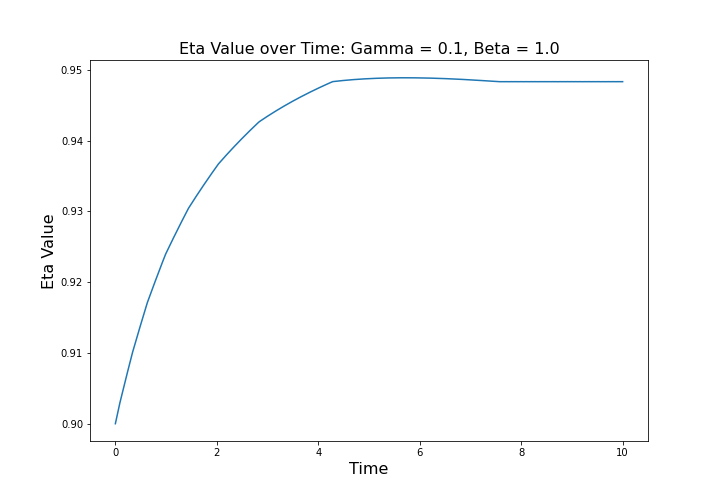 Eta Value over Time: Gamma = 0.1, Beta = 1.0
0.95
0.94
0.93
0.92
0.91
0.90
Eta Value
0 2 4 6 8 10
Time